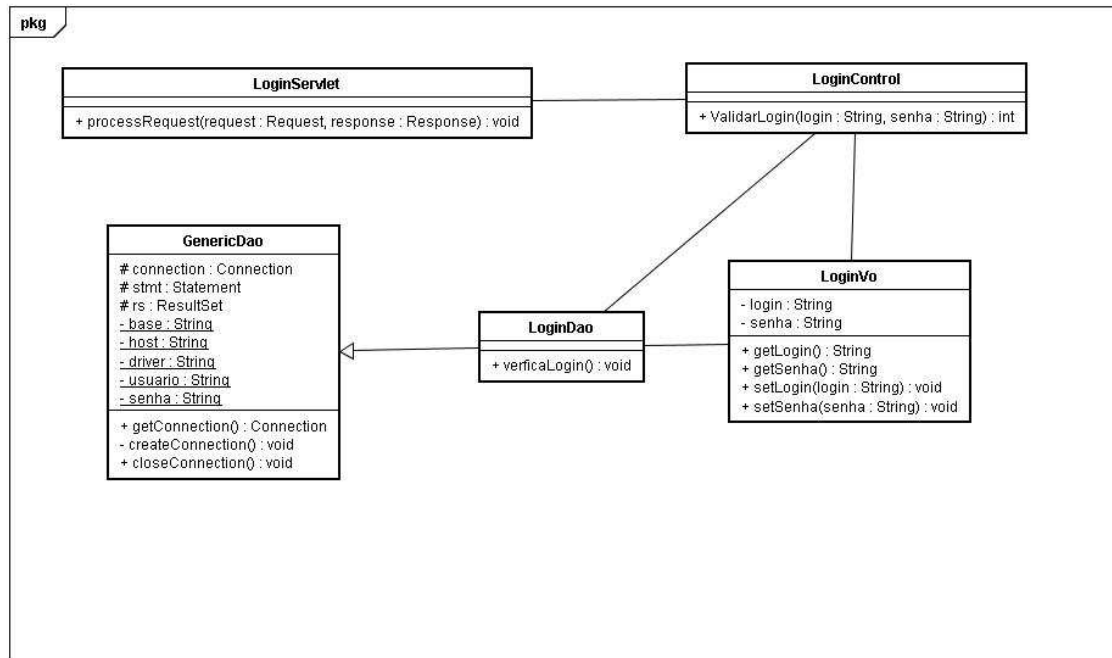 pkg
LoginServlet
+ processRequest(request : Request, response : Response) : void
LoginControl
+ ValidarLogin(login : String, senha : String) : int
GenericDao
# connection : Connection
# stmt : Statement
# rs : ResultSet
- base : String
- host : String
- driver : String
- usuario : String
- senha : String
+ getConnection() : Connection
- createConnection() : void
+ closeConnection() : void
LoginDao
+ verficaLogin() : void
LoginVo
- login : String
- senha : String
+ getLogin() : String
+ getSenha() : String
+ setLogin(login : String) : void
+ setSenha(senha : String) : void